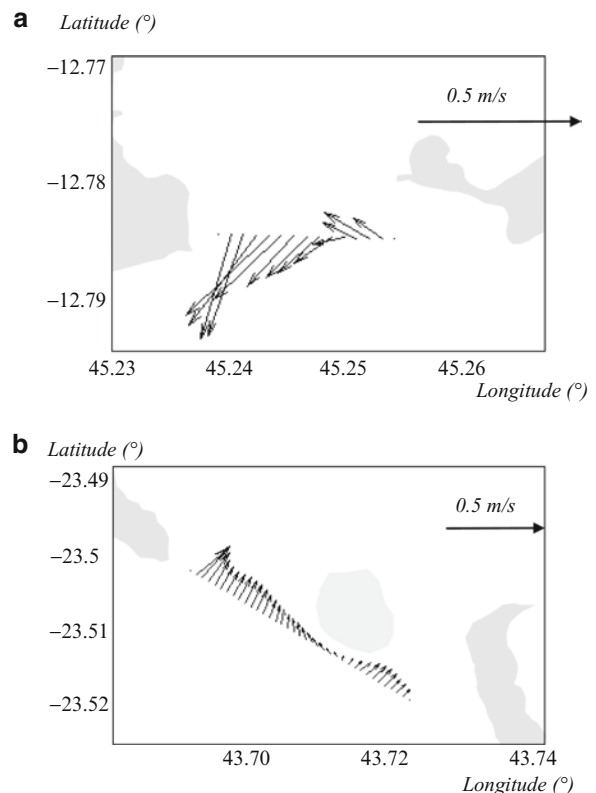 a
Latitude (°)
−12.77
0.5 m/s
−12.78
−12.79
45.23 45.24 45.25 45.26
Longitude (°)
b
Latitude (°)
−23.49
0.5 m/s
−23.5
−23.51
−23.52
43.70 43.72 43.74
Longitude (°)